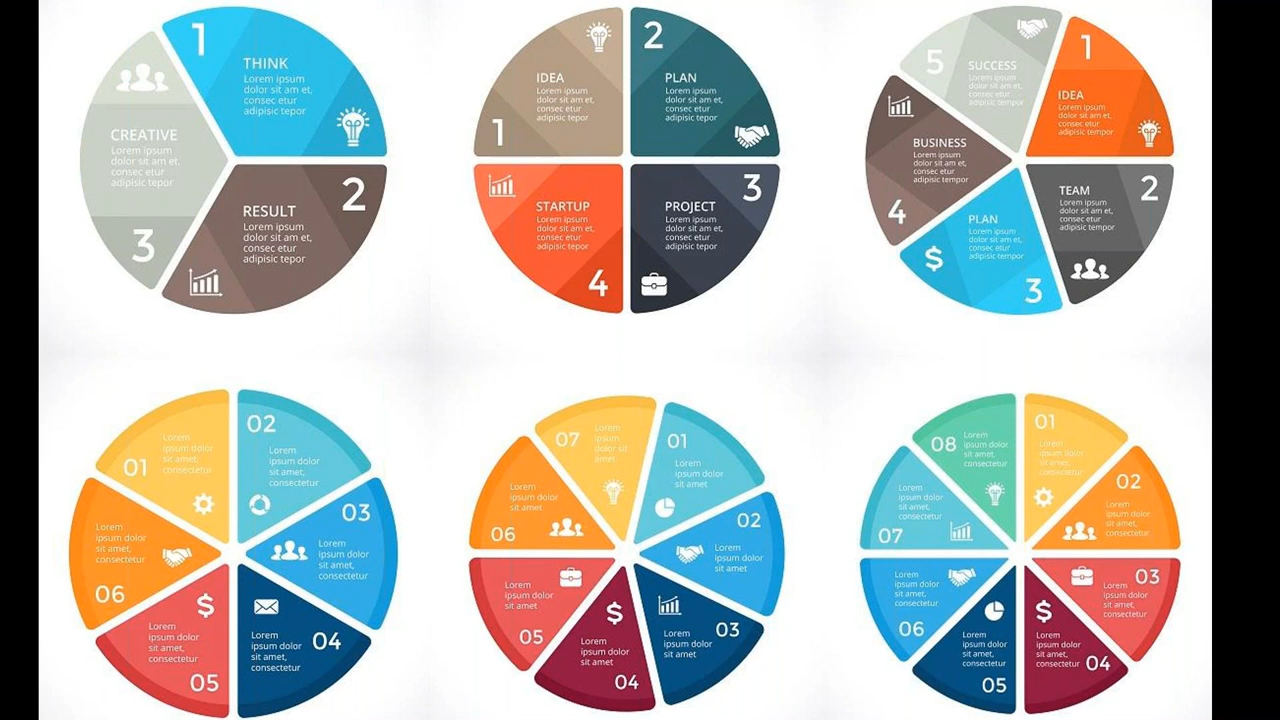 1
THINK
Lorem ipsum
dolor sit am et,
consec etur
adipisic tepor
2
RESULT
Lorem ipsum
dolor sit am et,
consec etur
adipisic tepor
3
CREATIVE
Lorem ipsum
dolor sit am et,
consec etur
adipisic tepor
1
IDEA
Lorem ipsum
dolor sit am et,
consec etur
adipisic tepor
2
PLAN
Lorem ipsum
dolor sit am et,
consec etur
adipisic tepor
3
PROJECT
Lorem ipsum
dolor sit am et,
consec etur
adipisic tepor
4
STARTUP
Lorem ipsum
dolor sit am et,
consec etur
adipisic tepor
1
IDEA
Lorem ipsum
dolor sit am et,
consec etur
adipisic tempor
2
TEAM
Lorem ipsum
dolor sit am et,
consec etur
adipisic tempor
3
PLAN
Lorem ipsum
dolor sit am et,
consec etur
adipisic tempor
$
4
BUSINESS
Lorem ipsum
dolor sit am et,
consec etur
adipisic tempor
5
SUCCESS
Lorem ipsum
dolor sit am et,
consec etur
adipisic tempor
01
Lorem
ipsum dolor
sit amet,
consectetur
02
Lorem
ipsum dolor
sit amet,
consectetur
03
Lorem
ipsum dolor
sit amet,
consectetur
04
Lorem
ipsum dolor
sit amet,
consectetur
05
$
Lorem
ipsum dolor
sit amet,
consectetur
06
Lorem
ipsum dolor
sit amet,
consectetur
01
Lorem
ipsum dolor
sit amet
02
Lorem
ipsum dolor
sit amet
03
Lorem
ipsum dolor
sit amet
04
$
Lorem
ipsum dolor
sit amet
05
Lorem
ipsum dolor
sit amet
06
Lorem
ipsum dolor
sit amet
07
Lorem
ipsum
dolor sit
amet
01
Lorem
ipsum dolor
sit amet,
consectetur
02
Lorem
ipsum dolor
sit amet,
consectetur
03
Lorem
ipsum dolor
sit amet,
consectetur
04
$
Lorem
ipsum dolor
sit amet,
consectetur
05
Lorem
ipsum dolor
sit amet,
consectetur
06
Lorem
ipsum dolor
sit amet,
consectetur
07
Lorem
ipsum dolor
sit amet,
consectetur
08
Lorem
ipsum dolor
sit amet,
consectetur